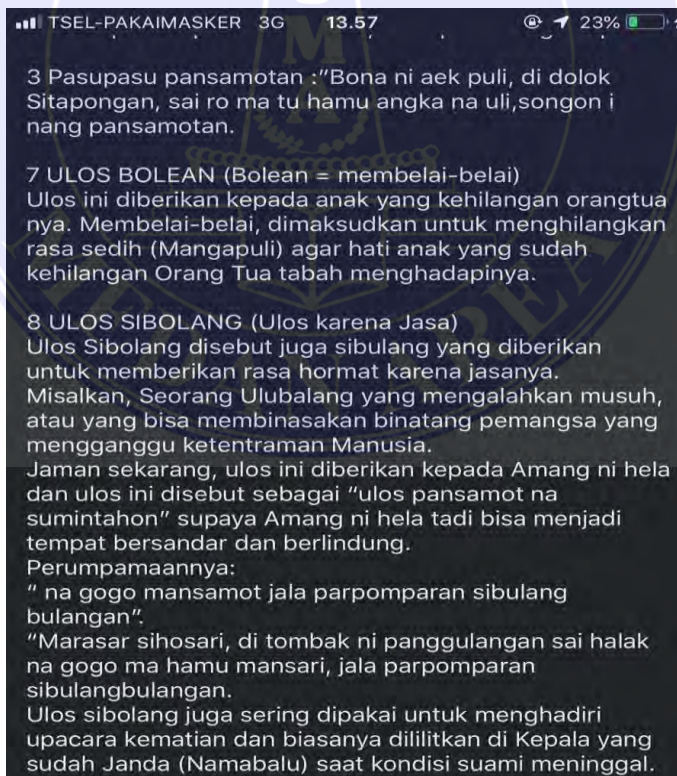 TSEL-PAKAIMASKER 3G 13.57 23%
3 Pasupasu pansamotan :"Bona ni aek puli, di dolok
Sitapongan, sai ro ma tu hamu angka na uli,songon i
nang pansamotan.
7 ULOS BOLEAN (Bolean = membelai-belai)
Ulos ini diberikan kepada anak yang kehilangan orangtua
nya. Membelai-belai, dimaksudkan untuk menghilangkan
rasa sedih (Mangapuli) agar hati anak yang sudah
kehilangan Orang Tua tabah menghadapinya.
8 ULOS SIBOLANG (Ulos karena Jasa)
Ulos Sibolang disebut juga sibulang yang diberikan
untuk memberikan rasa hormat karena jasanya.
Misalkan, Seorang Ulubalang yang mengalahkan musuh,
atau yang bisa membinasakan binatang pemangsa yang
mengganggu ketentraman Manusia.
Jaman sekarang, ulos ini diberikan kepada Amang ni hela
dan ulos ini disebut sebagai "ulos pansamot na
sumintahon" supaya Amang ni hela tadi bisa menjadi
tempat bersandar dan berlindung.
Perumpamaannya:
" na gogo mansamot jala parpomparan sibulang
bulangan".
"Marasar sihosari, di tombak ni panggulangan sai halak
na gogo ma hamu mansari, jala parpomparan
sibulangbulangan.
Ulos sibolang juga sering dipakai untuk menghadiri
upacara kematian dan biasanya dililitkan di Kepala yang
sudah Janda (Namabalu) saat kondisi suami meninggal.